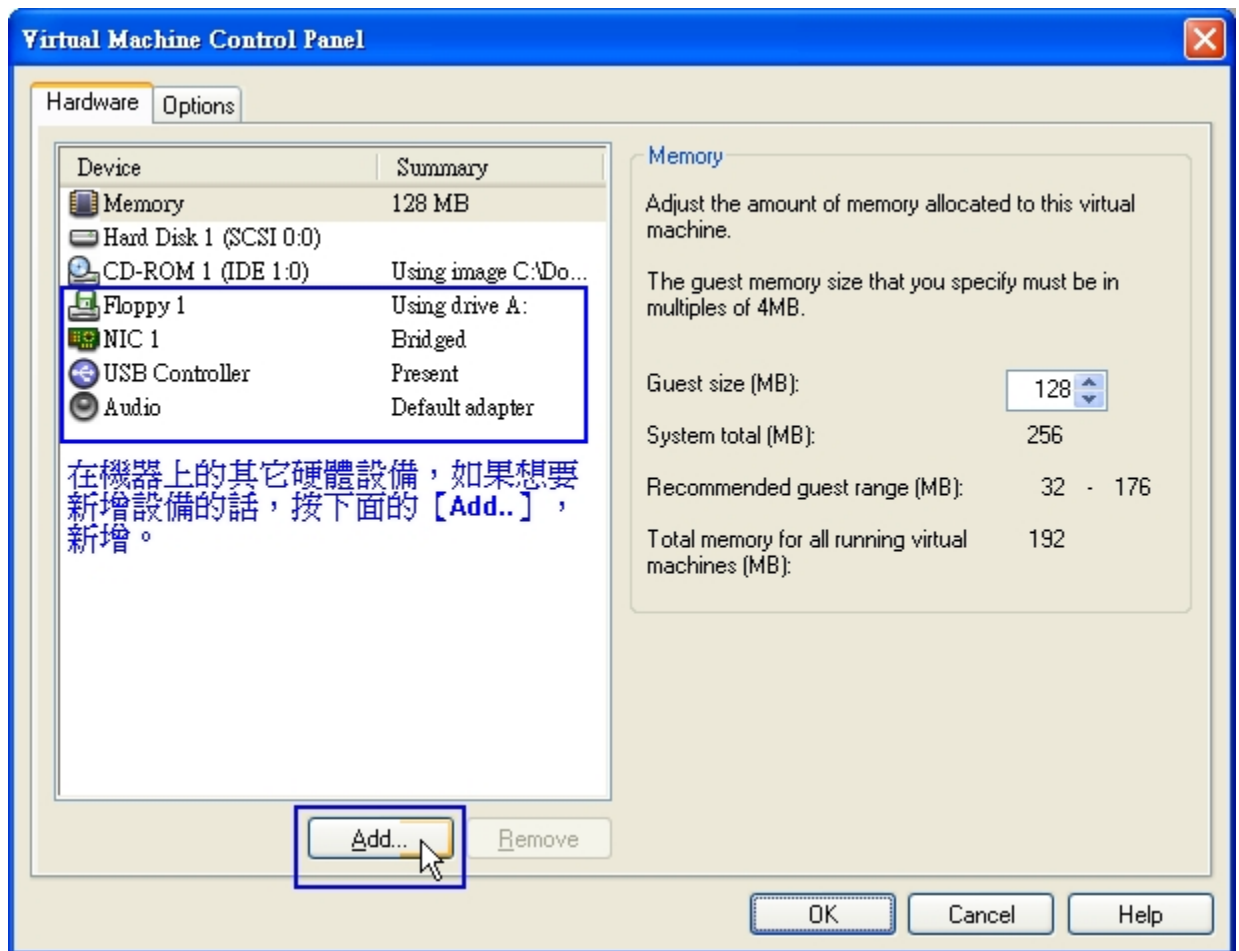 Virtual Machine Control Panel
Hardware
Options
Device Summary
Memory 128 MB
Hard Disk 1 (SCSI 0:0)
CD-ROM 1 (IDE 1:0) Using image C:\Do...
Floppy 1 Using drive A:
NIC 1 Bridged
USB Controller Present
Audio Default adapter
在機器上的其它硬體設備，如果想要
新增設備的話，按下面的［Add..］，
新增。
Add...
Remove
Memory
Adjust the amount of memory allocated to this virtual
machine.
The guest memory size that you specify must be in
multiples of 4MB.
Guest size (MB): 128
System total (MB): 256
Recommended guest range (MB): 32 - 176
Total memory for all running virtual 192
machines (MB):
OK
Cancel
Help